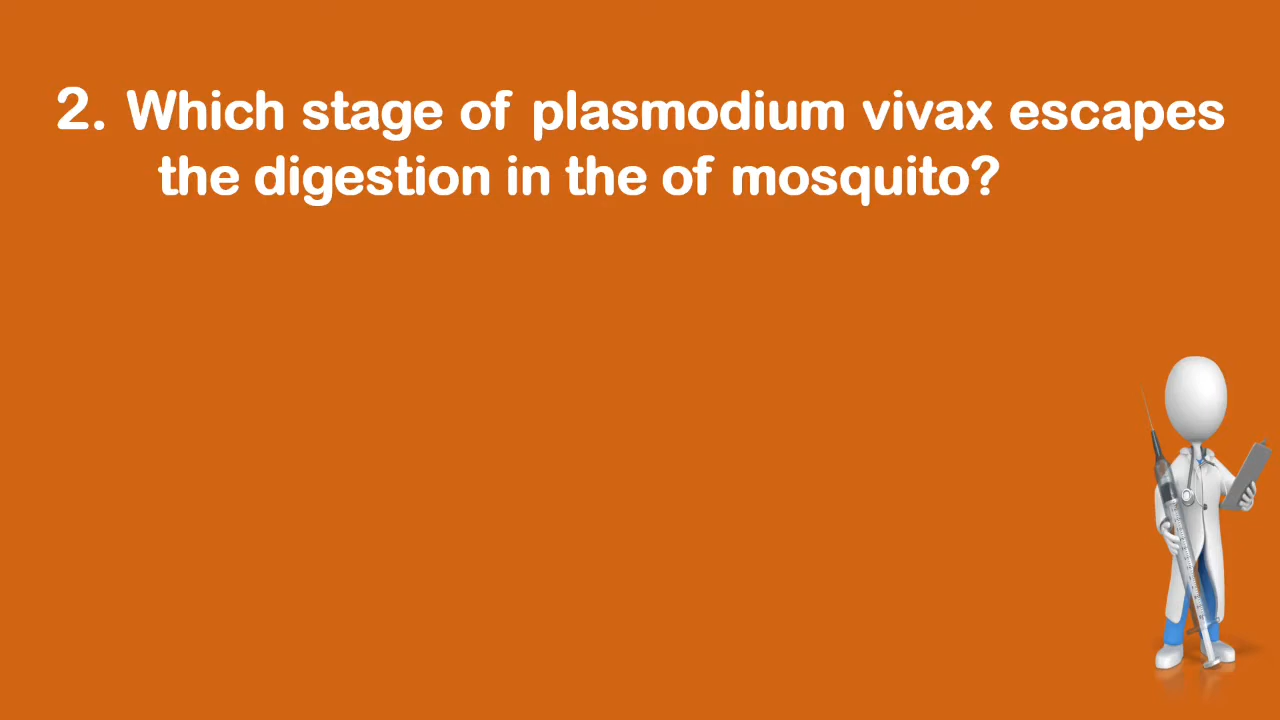 2. Which stage of plasmodium vivax escapes
the digestion in the of mosquito?